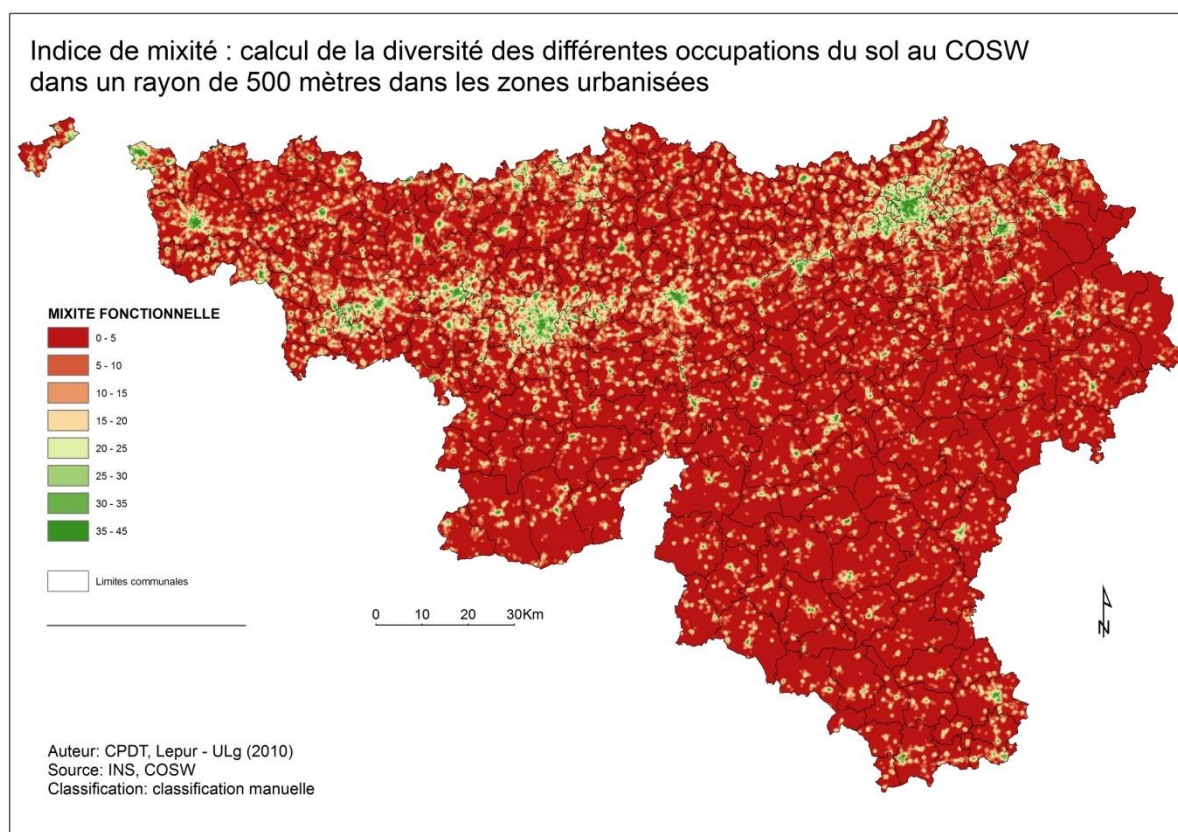 Indice de mixité : calcul de la diversité des différentes occupations du sol au COSW
dans un rayon de 500 mètres dans les zones urbanisées
MIXITE FONCTIONNELLE
0 - 5
5 - 10
10 - 15
15 - 20
20 - 25
25 - 30
30 - 35
35 - 45
Limites communales
0 10 20 30Km
N
Auteur: CPDT, Lepur - ULg (2010)
Source: INS, COSW
Classification: classification manuelle